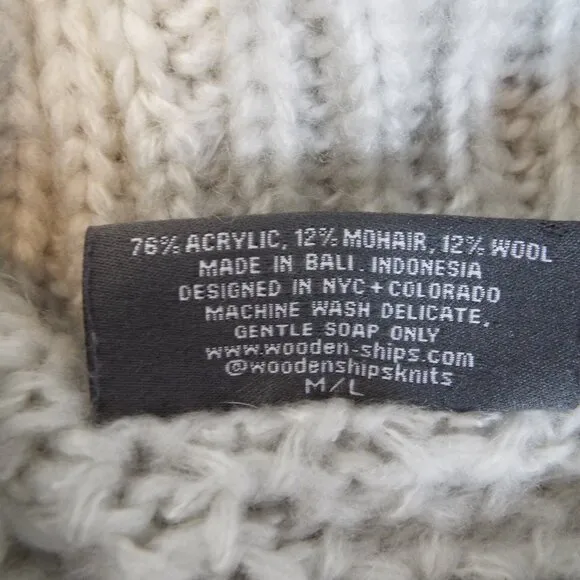 76% ACRYLIC, 12% MOHAIR, 12% WOOL
MADE IN BALI. INDONESIA
DESIGNED IN NYC + COLORADO
MACHINE WASH DELICATE,
GENTLE SOAP ONLY
www.wooden-ships.com
@woodenshipsknits
M/L